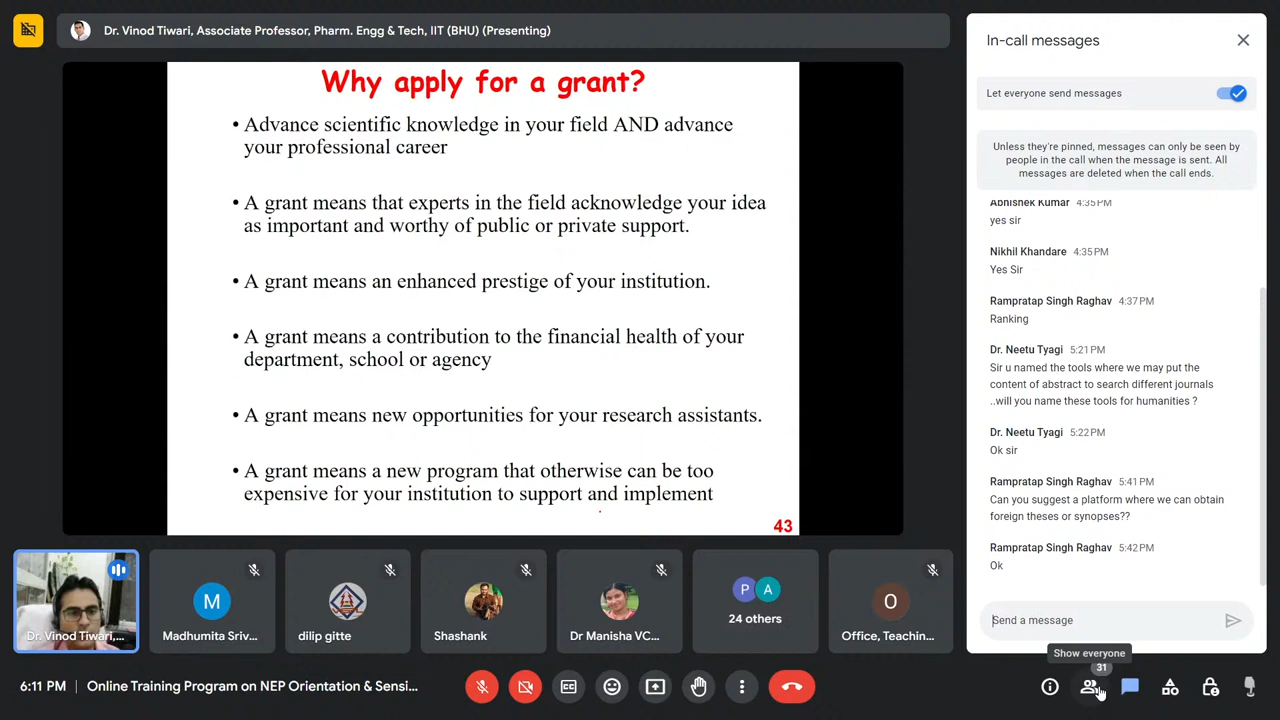 Dr. Vinod Tiwari, Associate Professor, Pharm. Engg & Tech, IIT (BHU) (Presenting)
Why apply for a grant?
• Advance scientific knowledge in your field AND advance
your professional career
• A grant means that experts in the field acknowledge your idea
as important and worthy of public or private support.
• A grant means an enhanced prestige of your institution.
• A grant means a contribution to the financial health of your
department, school or agency
• A grant means new opportunities for your research assistants.
• A grant means a new program that otherwise can be too
expensive for your institution to support and implement
43
Dr. Vinod Tiwari,...
M
Madhumita Sriv...
dilip gitte
Shashank
Dr Manisha VC...
P A
24 others
O
Office, Teachin...
In-call messages
Let everyone send messages
Unless they're pinned, messages can only be seen by
people in the call when the message is sent. All
messages are deleted when the call ends.
Abhishek Kumar 4:35 PM
yes sir
Nikhil Khandare 4:35 PM
Yes Sir
Rampratap Singh Raghav 4:37 PM
Ranking
Dr. Neetu Tyagi 5:21 PM
Sir u named the tools where we may put the
content of abstract to search different journals
..will you name these tools for humanities ?
Dr. Neetu Tyagi 5:22 PM
Ok sir
Rampratap Singh Raghav 5:41 PM
Can you suggest a platform where we can obtain
foreign theses or synopses??
Rampratap Singh Raghav 5:42 PM
Ok
Send a message
Show everyone
31
6:11 PM | Online Training Program on NEP Orientation & Sensi...